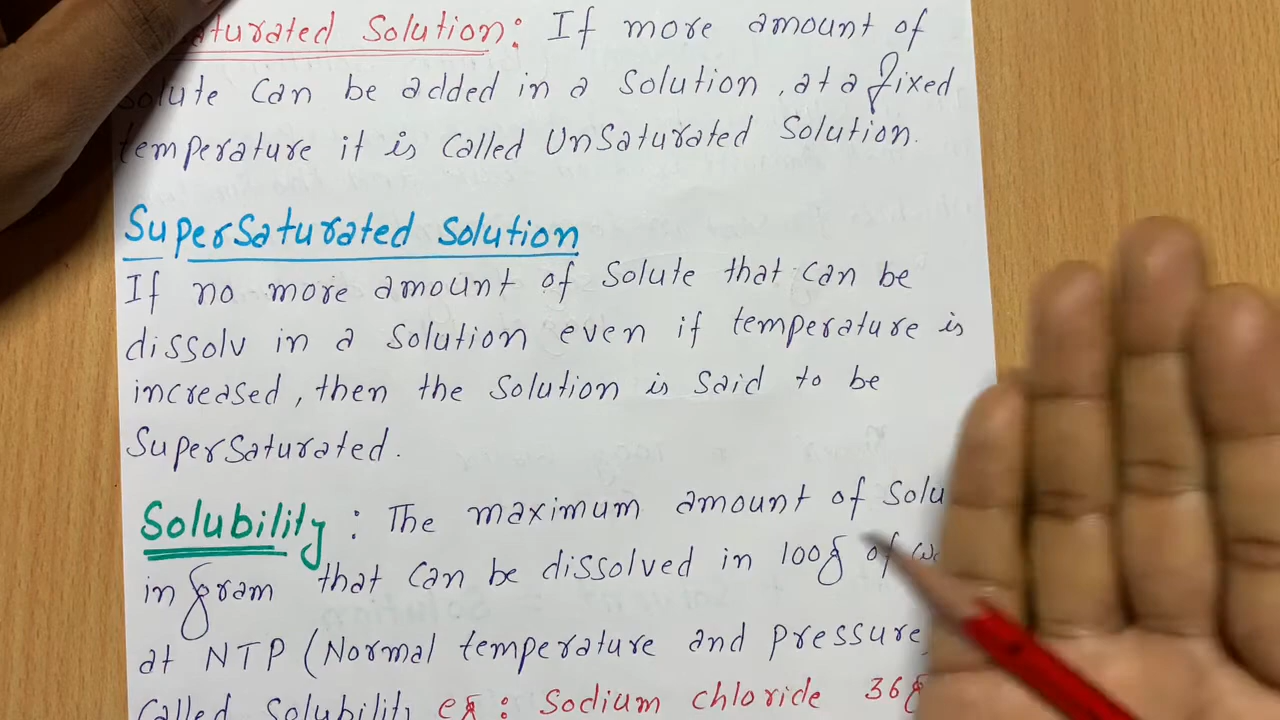 aturated Solution: If more amount of
Solute can be added in a Solution, at a fixed
temperature it is called UnSaturated Solution.
SuperSaturated Solution
If no more amount of Solute that can be
dissolv in a Solution even if temperature is
increased, then the Solution is said to be
SuperSaturated.
Solubility: The maximum amount of Solu
in gram that can be dissolved in 100g of
at NTP (Normal temperature and pressure
called Solubility ex: Sodium chloride 36g